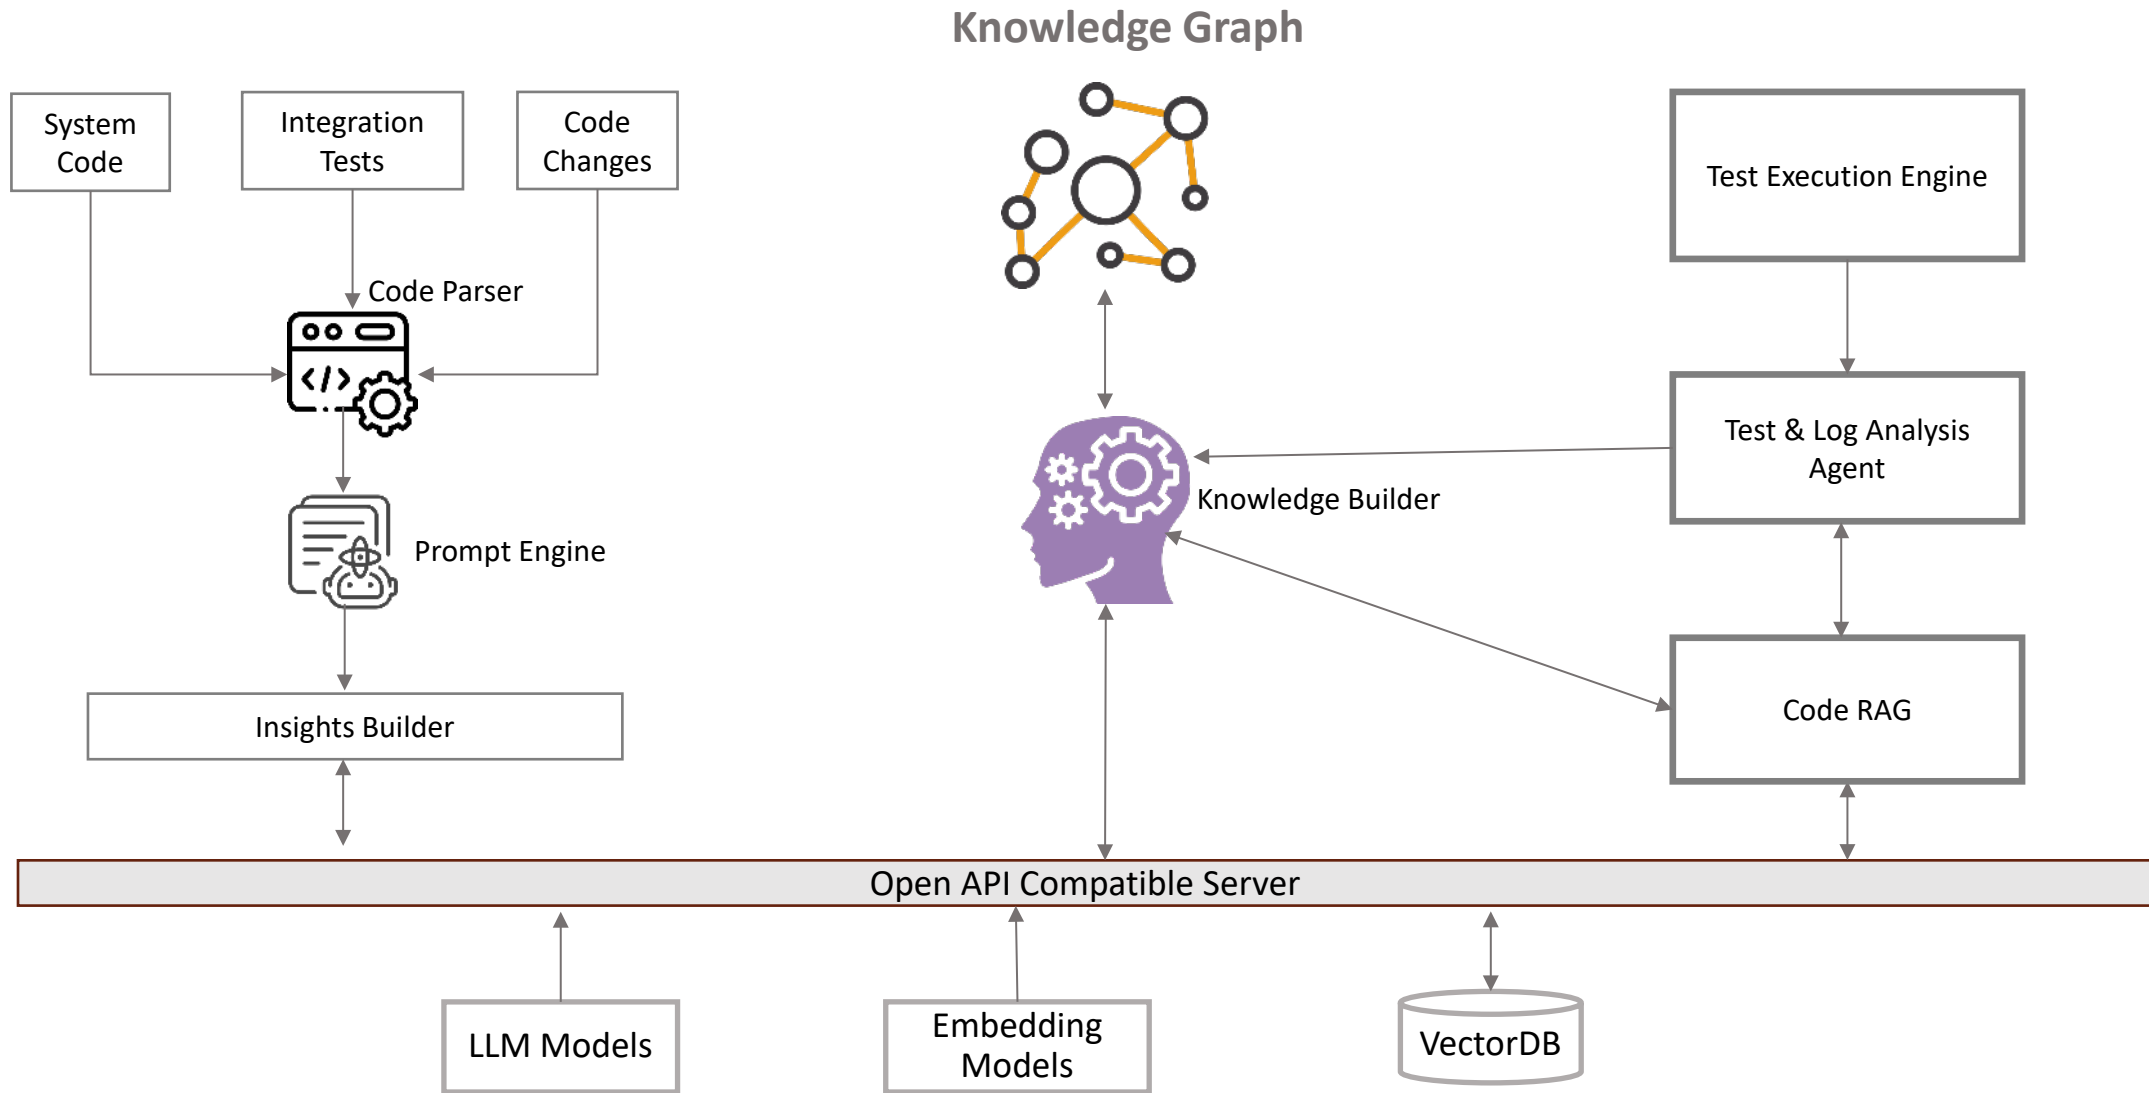 Knowledge Graph
System
Code
Integration
Tests
Code
Changes
Test Execution Engine
Code Parser
Test & Log Analysis
Agent
Knowledge Builder
Prompt Engine
Insights Builder
Code RAG
Open API Compatible Server
LLM Models
Embedding
Models
VectorDB